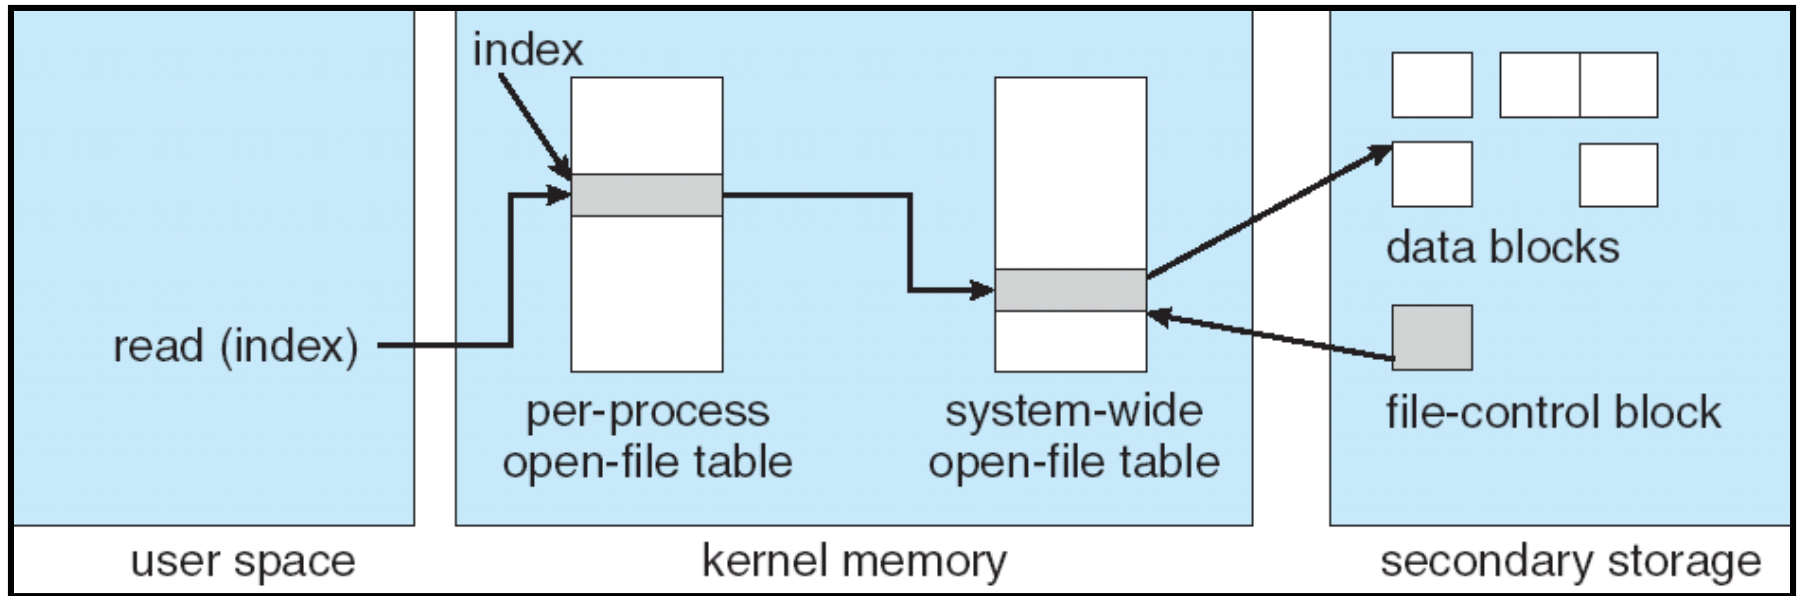 index
read (index)
per-process
open-file table
system-wide
open-file table
data blocks
file-control block
user space
kernel memory
secondary storage